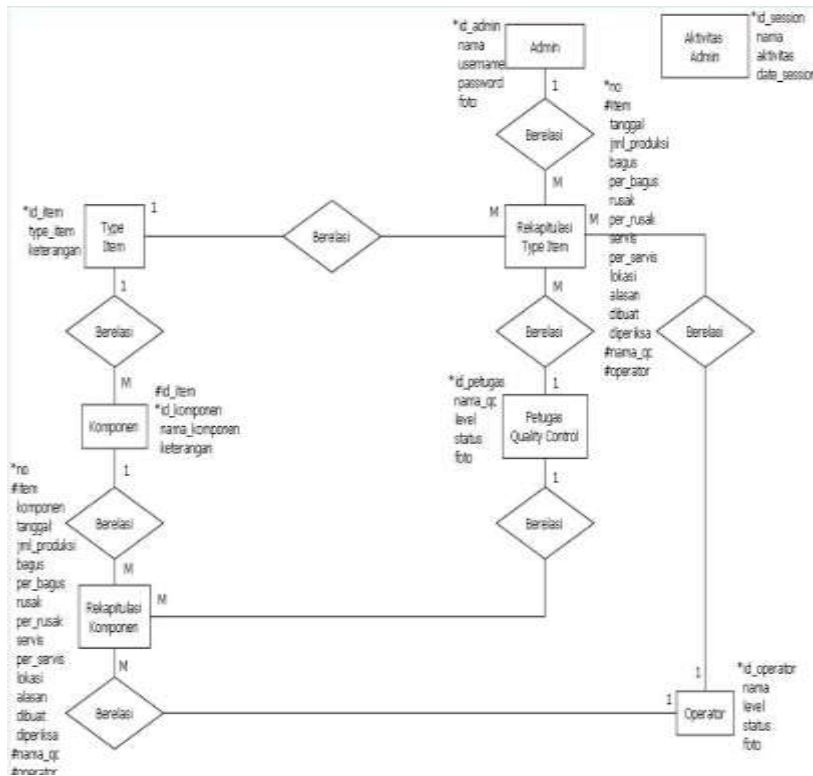 *id_admin
nama
username
password
foto
Admin
Aktivitas
Admin
*id_session
nama
aktivitas
date_session
1
Berelasi
M
*no
#item
tanggal
jml_produksi
bagus
per_bagus
rusak
per_rusak
servis
per_servis
lokasi
alasan
dibuat
diperiksa
#nama_qc
#operator
*id_item
type_item
keterangan
Type
Item
1
Berelasi
M
Rekapitulasi
Type Item
M
1
Berelasi
M
M
Berelasi
1
Berelasi
#id_item
*id_komponen
nama_komponen
keterangan
Komponen
*id_petugas
nama_qc
level
status
foto
Petugas
Quality Control
1
Berelasi
M
1
Berelasi
*no
#item
komponen
tanggal
jml_produksi
bagus
per_bagus
rusak
per_rusak
servis
per_servis
lokasi
alasan
dibuat
diperiksa
#nama_qc
#operator
Rekapitulasi
Komponen
M
M
Berelasi
1
1
Operator
*id_operator
nama
level
status
foto